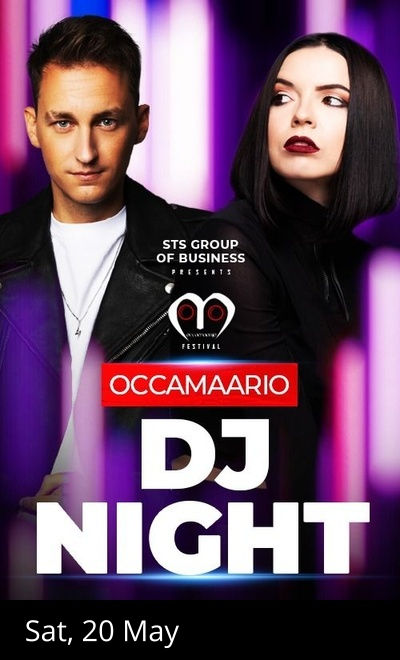 STS GROUP
OF BUSINESS
PRESENTS
FESTIVAL
OCCAMAARIO
DJ
NIGHT
Sat, 20 May